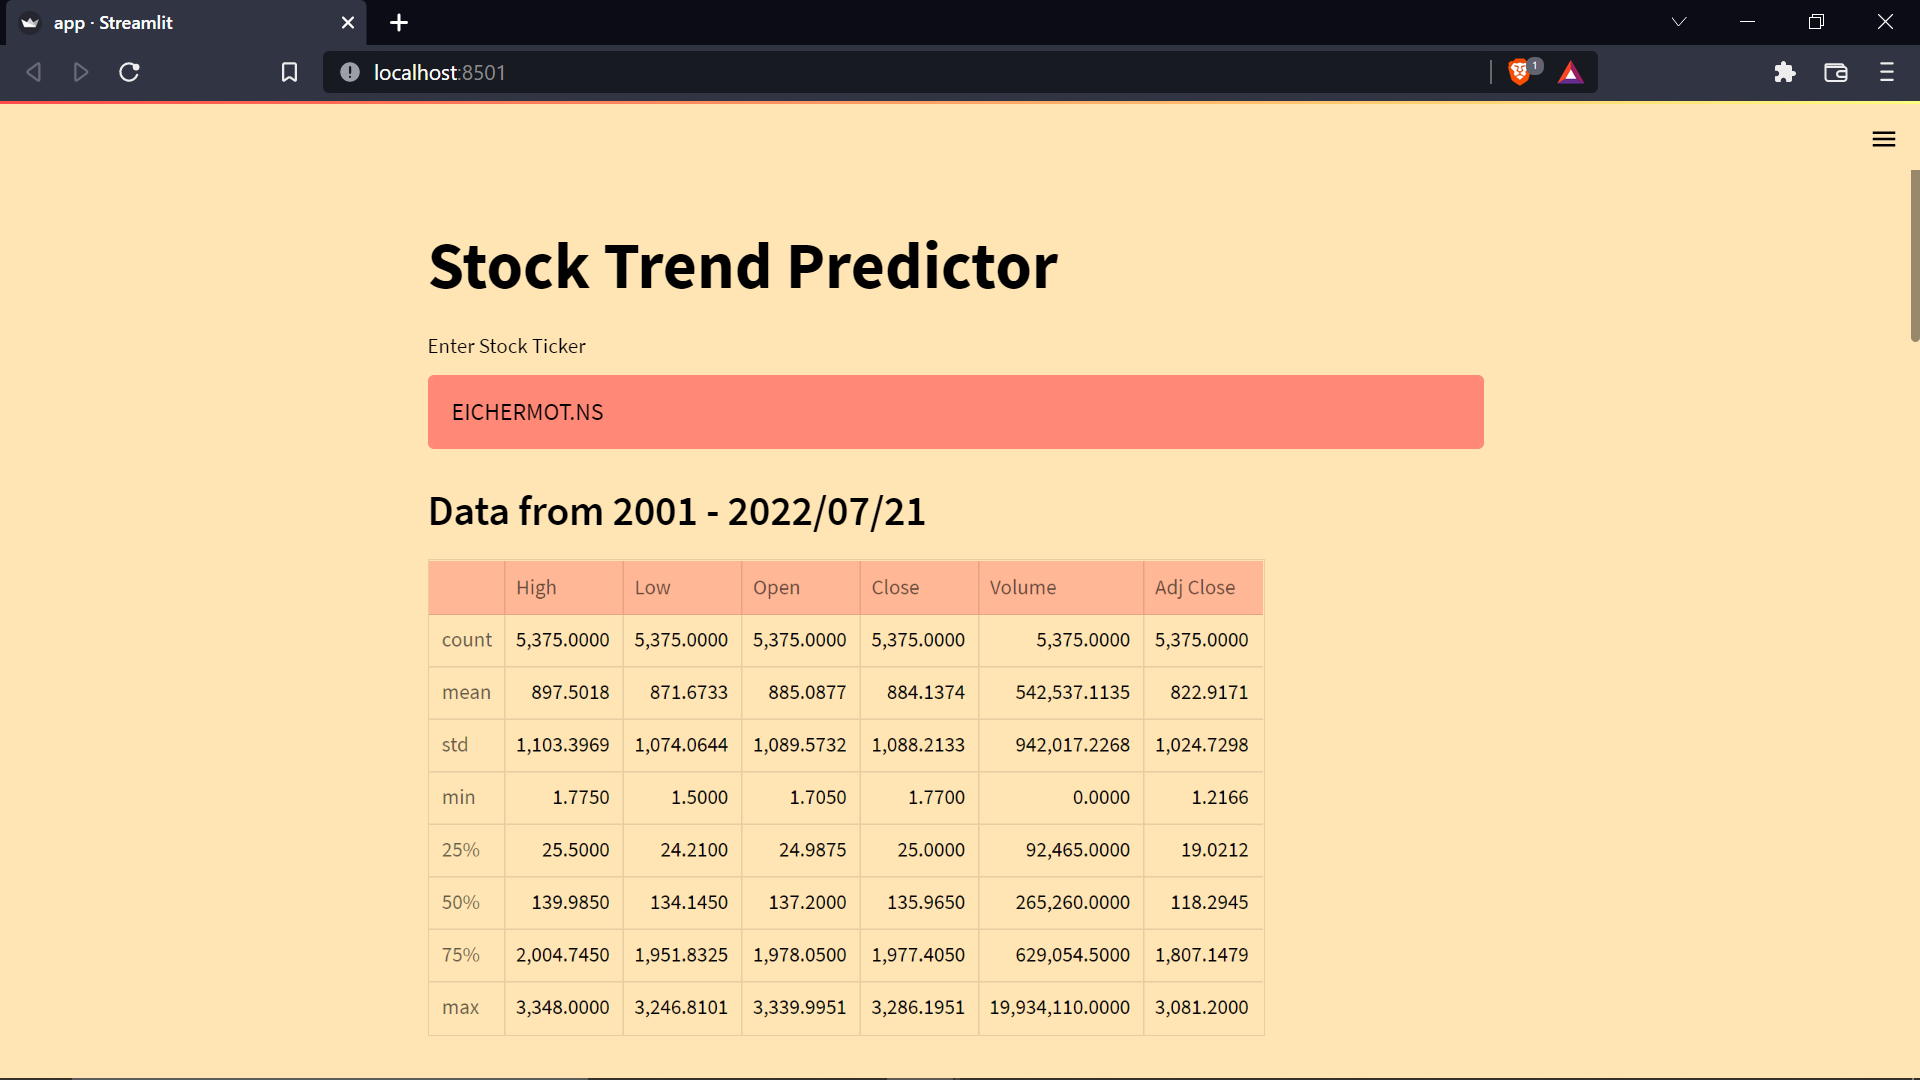 app · Streamlit
localhost:8501
1
Stock Trend Predictor
Enter Stock Ticker
EICHERMOT.NS
Data from 2001 - 2022/07/21
High Low Open Close Volume Adj Close
count 5,375.0000 5,375.0000 5,375.0000 5,375.0000 5,375.0000 5,375.0000
mean 897.5018 871.6733 885.0877 884.1374 542,537.1135 822.9171
std 1,103.3969 1,074.0644 1,089.5732 1,088.2133 942,017.2268 1,024.7298
min 1.7750 1.5000 1.7050 1.7700 0.0000 1.2166
25% 25.5000 24.2100 24.9875 25.0000 92,465.0000 19.0212
50% 139.9850 134.1450 137.2000 135.9650 265,260.0000 118.2945
75% 2,004.7450 1,951.8325 1,978.0500 1,977.4050 629,054.5000 1,807.1479
max 3,348.0000 3,246.8101 3,339.9951 3,286.1951 19,934,110.0000 3,081.2000